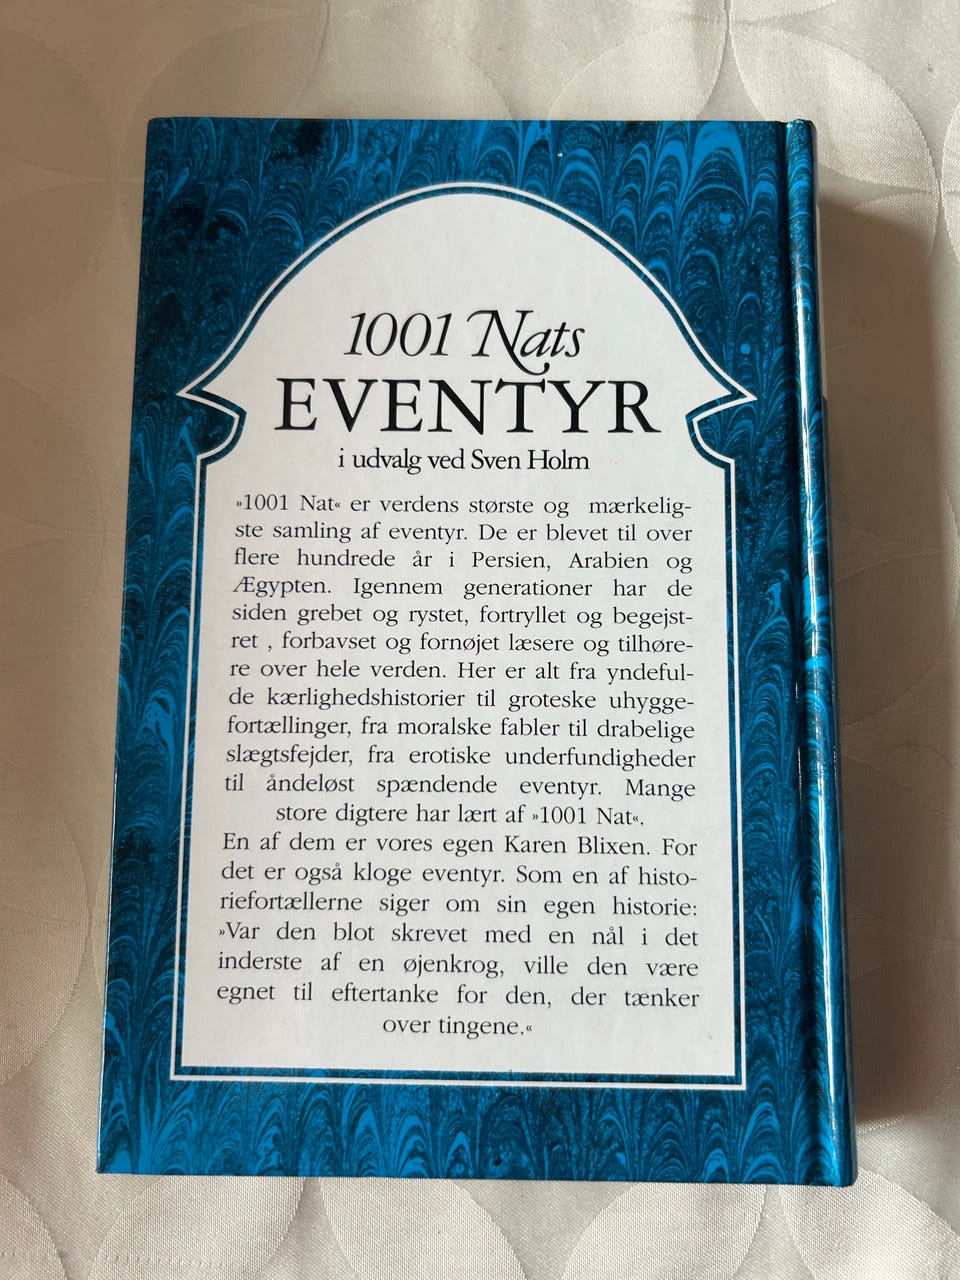 1001 Nats
EVENTYR
i udvalg ved Sven Holm
»1001 Nat« er verdens største og mærkelig-
ste samling af eventyr. De er blevet til over
flere hundrede år i Persien, Arabien og
Ægypten. Igennem generationer har de
siden grebet og rystet, fortryllet og begejst-
ret , forbavset og fornøjet læsere og tilhøre-
re over hele verden. Her er alt fra yndeful-
de kærlighedshistorier til groteske uhygge-
fortællinger, fra moralske fabler til drabelige
slægtsfejder, fra erotiske underfundigheder
til åndeløst spændende eventyr. Mange
store digtere har lært af »1001 Nat«.
En af dem er vores egen Karen Blixen. For
det er også kloge eventyr. Som en af histo-
riefortællerne siger om sin egen historie:
»Var den blot skrevet med en nål i det
inderste af en øjenkrog, ville den være
egnet til eftertanke for den, der tænker
over tingene.«